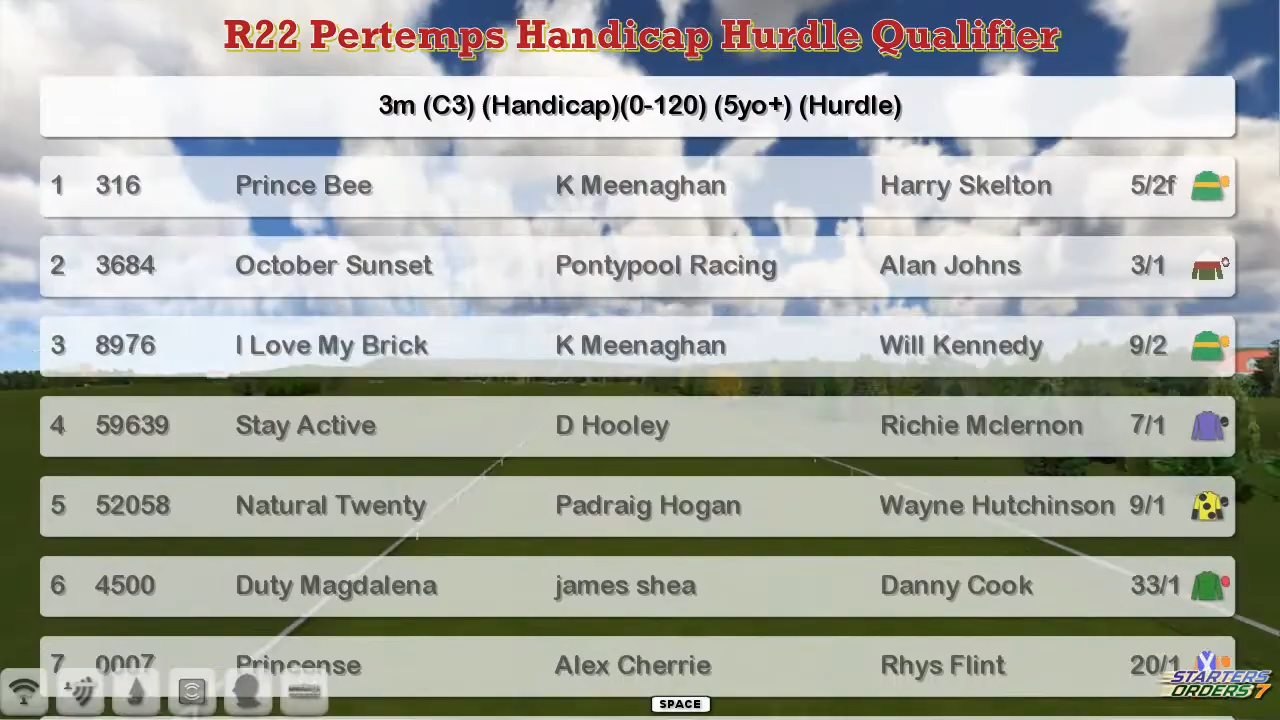 R22 Pertemps Handicap Hurdle Qualifier
3m (C3) (Handicap)(0-120) (5yo+) (Hurdle)
1 316 Prince Bee K Meenaghan Harry Skelton 5/2f
2 3684 October Sunset Pontypool Racing Alan Johns 3/1
3 8976 I Love My Brick K Meenaghan Will Kennedy 9/2
4 59639 Stay Active D Hooley Richie Mclernon 7/1
5 52058 Natural Twenty Padraig Hogan Wayne Hutchinson 9/1
6 4500 Duty Magdalena james shea Danny Cook 33/1
7 0007 Princense Alex Cherrie Rhys Flint 20/1
STARTERS
ORDERS 7
SPACE